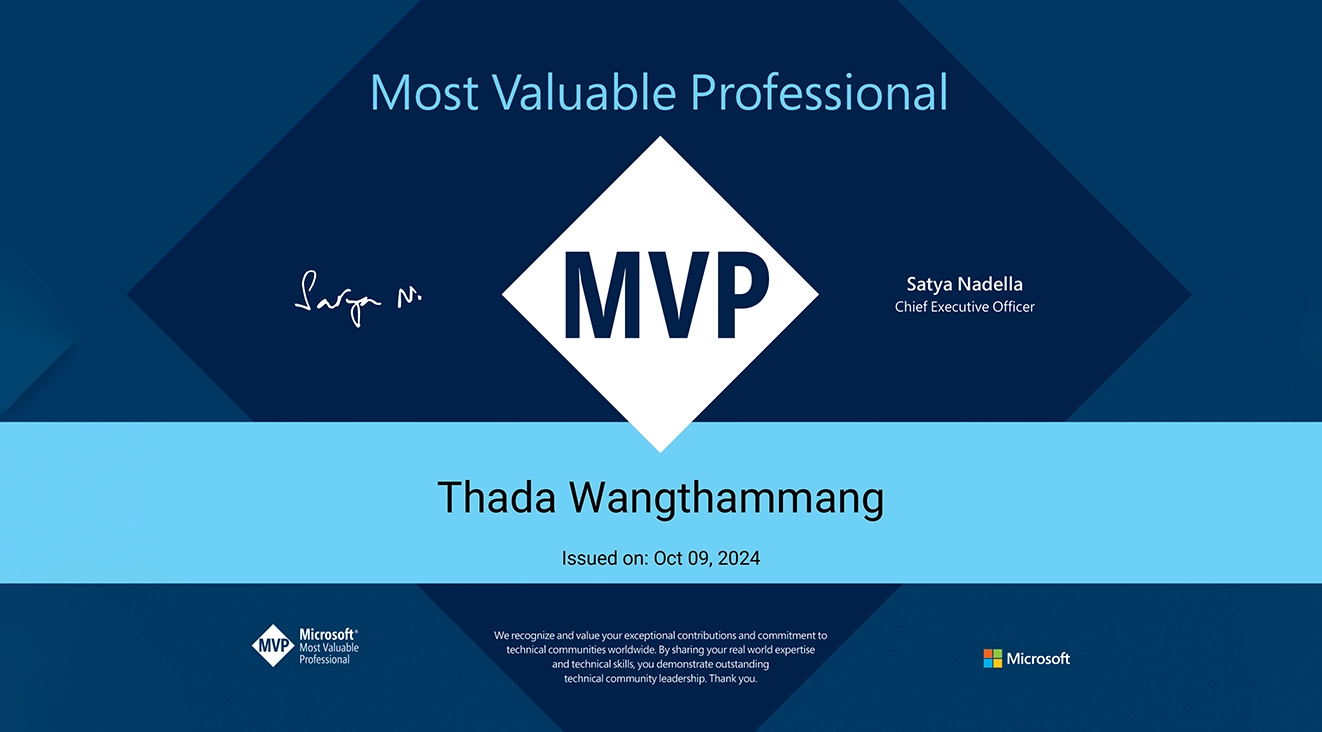 Most Valuable Professional
MVP
Satya N.
Satya Nadella
Chief Executive Officer
Thada Wangthammang
Issued on: Oct 09, 2024
MVP
Microsoft®
Most Valuable
Professional
We recognize and value your exceptional contributions and commitment to
technical communities worldwide. By sharing your real world expertise
and technical skills, you demonstrate outstanding
technical community leadership. Thank you.
Microsoft